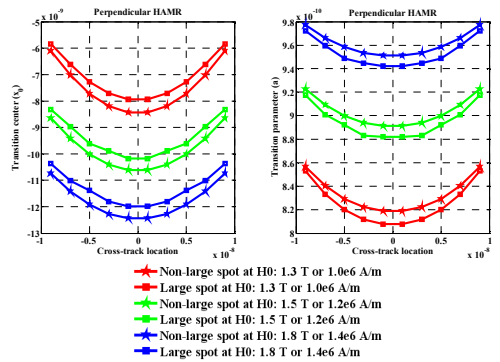 Perpendicular HAMR
Perpendicular HAMR
x 10⁻⁹
x 10⁻¹⁰
Transition center (x₀)
-5
-6
-7
-8
-9
-10
-11
-12
-13
-1
-0.5
0
0.5
1
Cross-track location
x 10⁻⁸
Transition parameter (a)
9.8
9.6
9.4
9.2
9
8.8
8.6
8.4
8.2
8
-1
-0.5
0
0.5
1
Cross-track location
x 10⁻⁸
Non-large spot at H0: 1.3 T or 1.0e6 A/m
Large spot at H0: 1.3 T or 1.0e6 A/m
Non-large spot at H0: 1.5 T or 1.2e6 A/m
Large spot at H0: 1.5 T or 1.2e6 A/m
Non-large spot at H0: 1.8 T or 1.4e6 A/m
Large spot at H0: 1.8 T or 1.4e6 A/m